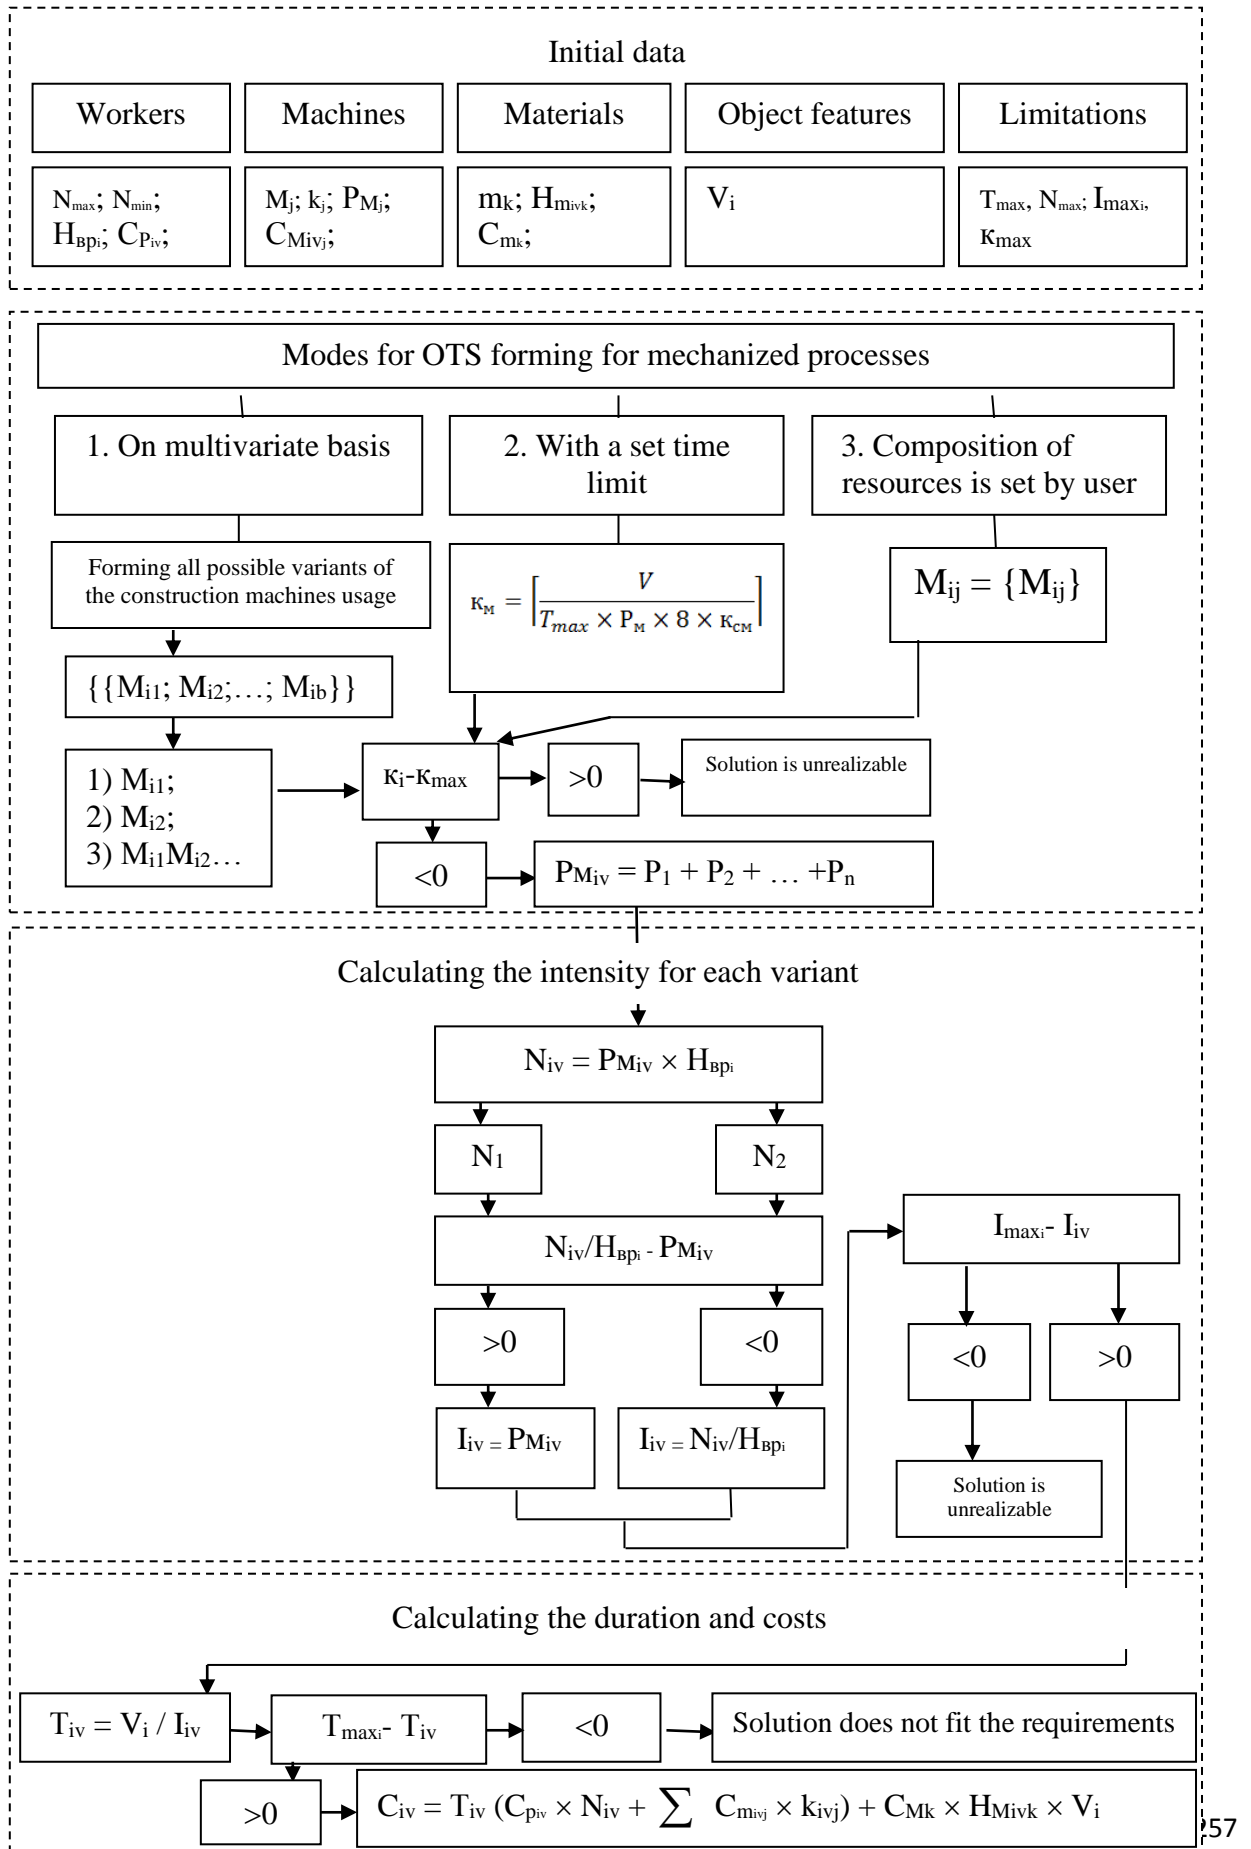 Initial data
Workers
Machines
Materials
Object features
Limitations
Nmax; Nmin;
Hврi; CPiv;
Mj; kj; PMj;
CMivj;
mk; Hmivk;
Cmk;
Vi
Tmax, Nmax; Imaxi,
кmax
Modes for OTS forming for mechanized processes
1. On multivariate basis
2. With a set time
limit
3. Composition of
resources is set by user
Forming all possible variants of
the construction machines usage
{{Mi1; Mi2;…; Mib}}
1) Mi1;
2) Mi2;
3) Mi1Mi2…
км = ⌈V / (Tmax × Рм × 8 × ксм)⌉
Mij = {Mij}
кi-кmax
>0
Solution is unrealizable
<0
PMiv = P1 + P2 + … +Pn
Calculating the intensity for each variant
Niv = PMiv × Hврi
N1
N2
Niv/Hврi - PMiv
>0
<0
Iiv = PMiv
Iiv = Niv/Hврi
Imaxi- Iiv
<0
>0
Solution is
unrealizable
Calculating the duration and costs
Tiv = Vi / Iiv
Tmaxi- Tiv
<0
Solution does not fit the requirements
>0
Civ = Tiv (Cpiv × Niv + ∑ Cmivj × kivj) + CMk × HMivk × Vi
257